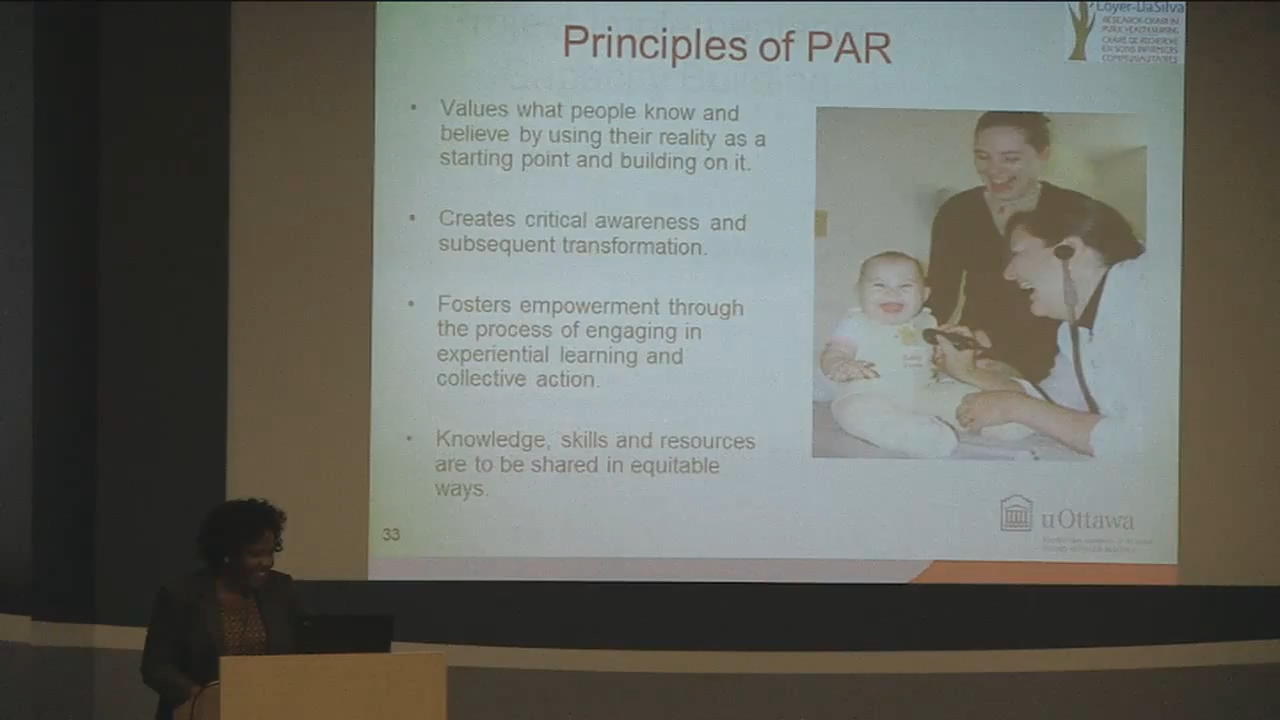 Principles of PAR
Loyer-DaSilva
RESEARCH CHAIR IN
PUBLIC HEALTH NURSING
CHAIRE DE RECHERCHE
EN SOINS INFIRMIERS
COMMUNAUTAIRES
• Values what people know and
believe by using their reality as a
starting point and building on it.
• Creates critical awareness and
subsequent transformation.
• Fosters empowerment through
the process of engaging in
experiential learning and
collective action.
• Knowledge, skills and resources
are to be shared in equitable
ways.
33
uOttawa